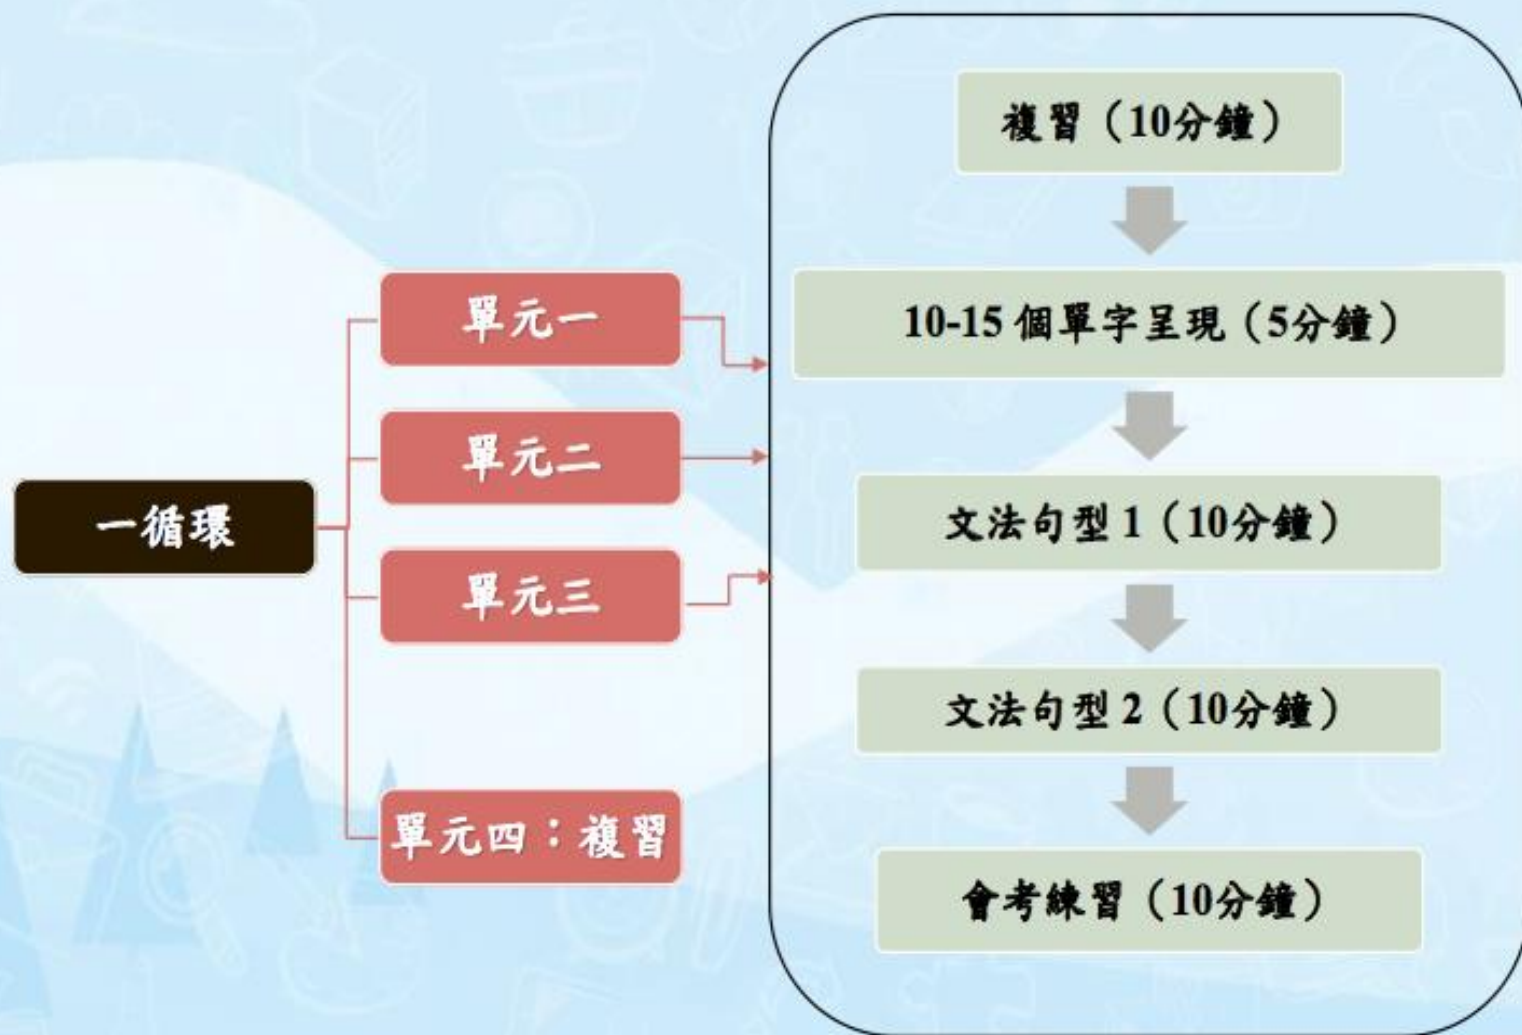 一循環
單元一
單元二
單元三
單元四：複習
複習（10分鐘）
10-15 個單字呈現（5分鐘）
文法句型 1（10分鐘）
文法句型 2（10分鐘）
會考練習（10分鐘）